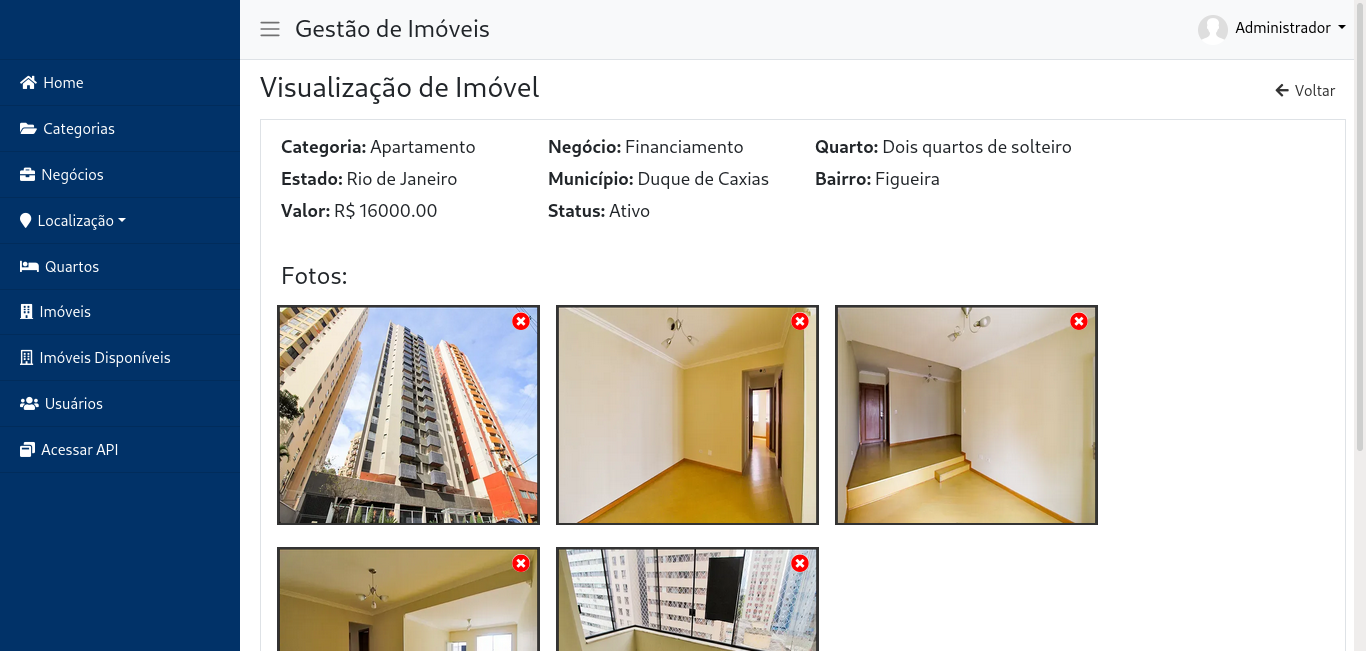 Gestão de Imóveis
Administrador
Home
Categorias
Negócios
Localização
Quartos
Imóveis
Imóveis Disponíveis
Usuários
Acessar API
Visualização de Imóvel
Voltar
Categoria: Apartamento
Negócio: Financiamento
Quarto: Dois quartos de solteiro
Estado: Rio de Janeiro
Município: Duque de Caxias
Bairro: Figueira
Valor: R$ 16000.00
Status: Ativo
Fotos: